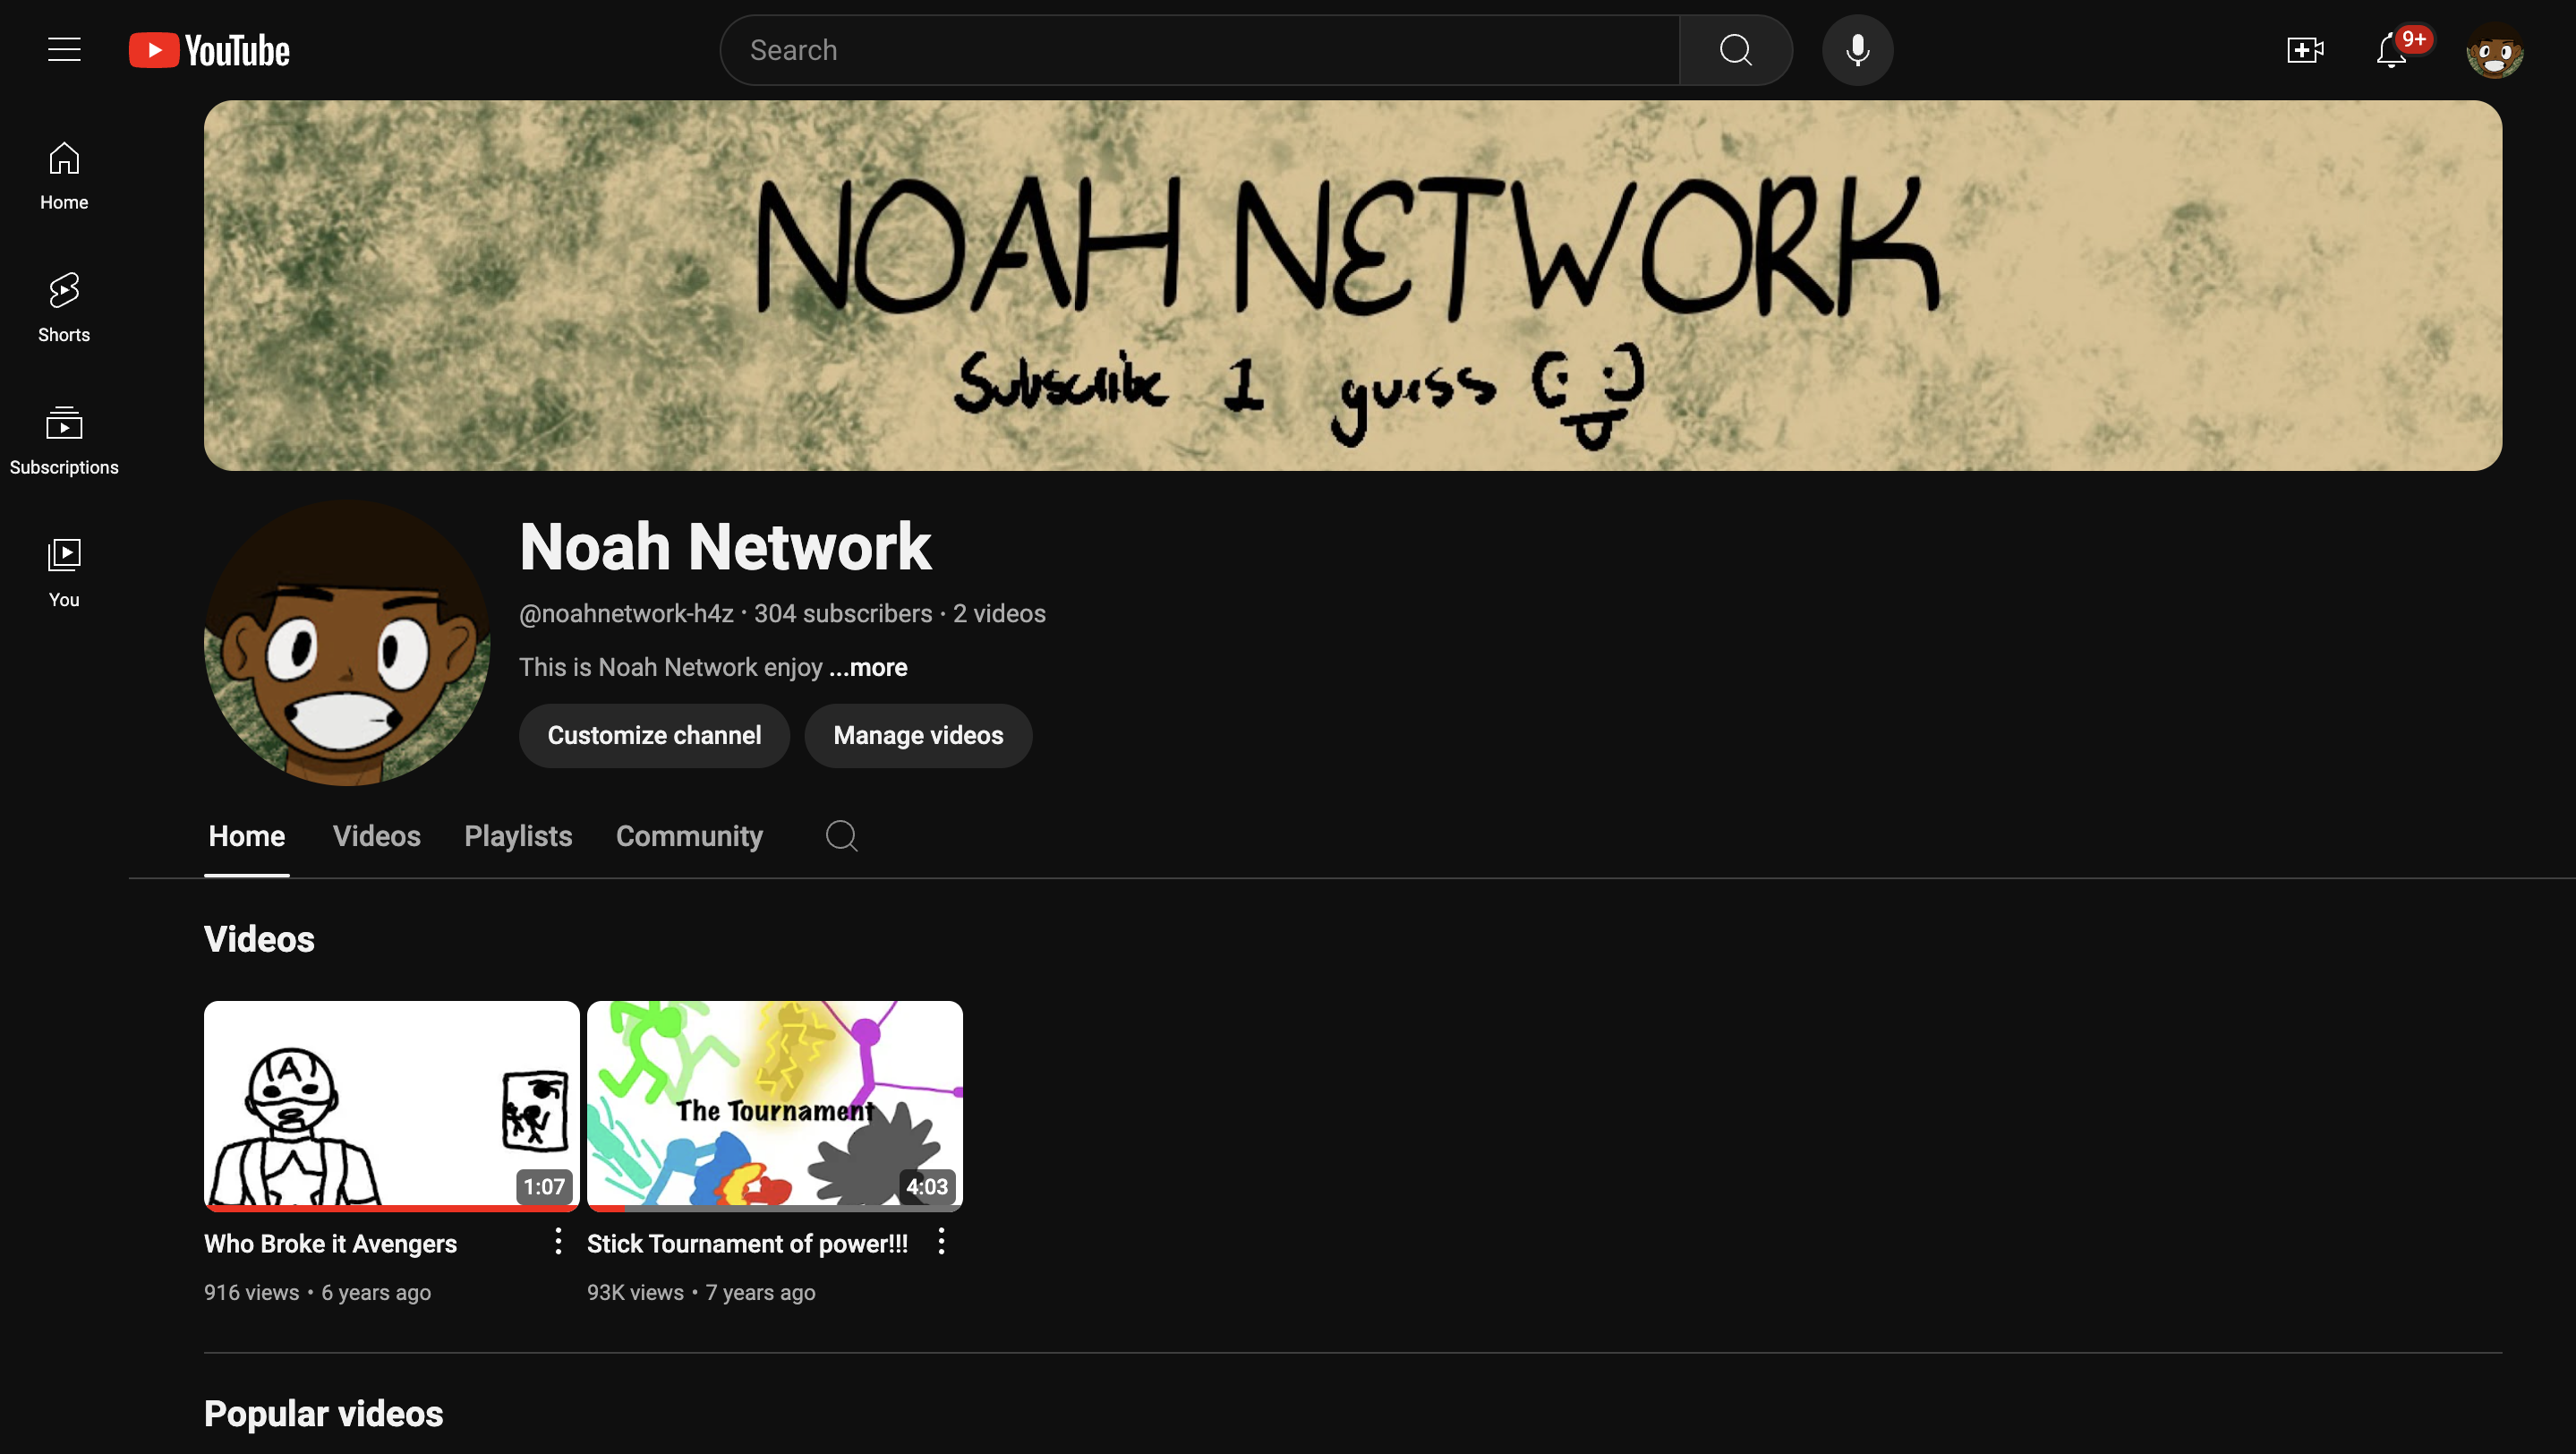 YouTube
Search
9+
Home
Shorts
Subscriptions
You
NOAH NETWORK
Subscribe I guess
Noah Network
@noahnetwork-h4z · 304 subscribers · 2 videos
This is Noah Network enjoy ...more
Customize channel Manage videos
Home Videos Playlists Community
Videos
A
1:07
The Tournament
4:03
Who Broke it Avengers
916 views • 6 years ago
Stick Tournament of power!!!
93K views • 7 years ago
Popular videos